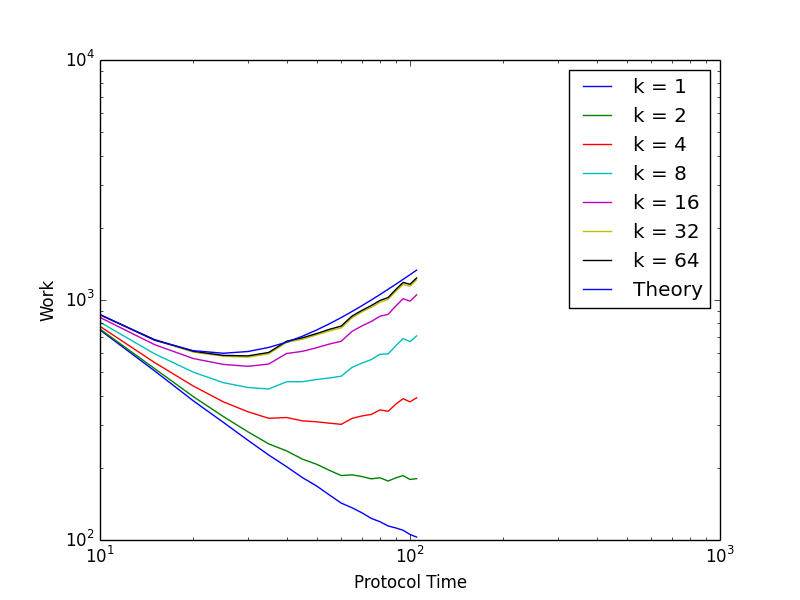 10^4
10^3
10^2
Work
10^1
10^2
10^3
Protocol Time
k = 1
k = 2
k = 4
k = 8
k = 16
k = 32
k = 64
Theory